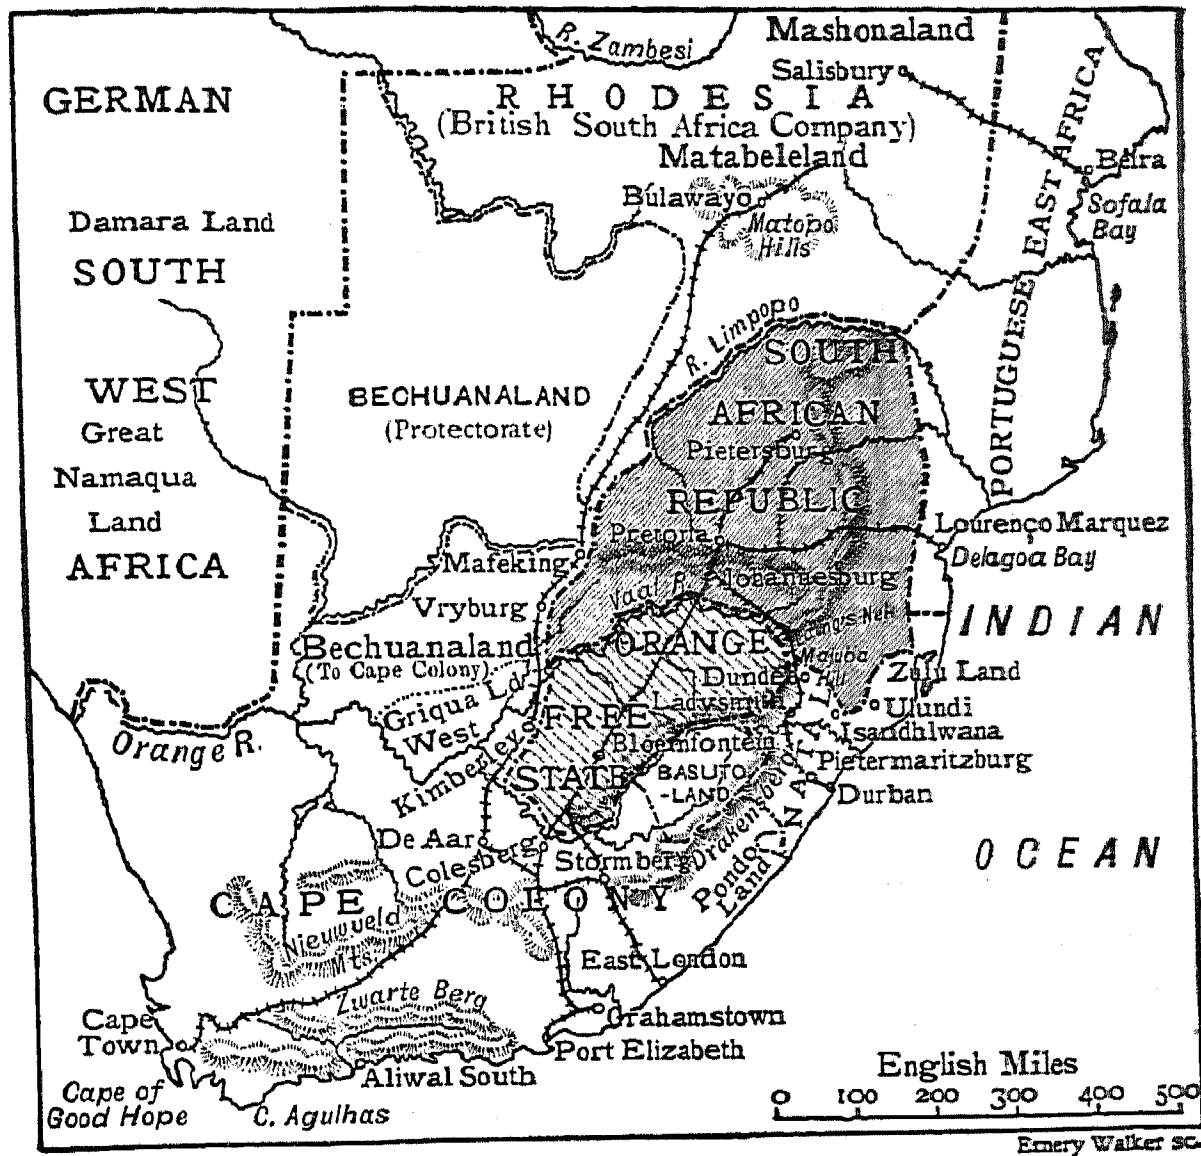 R. Zambesi
Mashonaland
Salisbury
GERMAN
RHODESIA
(British South Africa Company)
Matabeleland
Beira
Búlawayo
Sofala
Bay
Matopo
Hills
Damara Land
SOUTH
PORTUGUESE EAST AFRICA
R. Limpopo
SOUTH
WEST
BECHUANALAND
(Protectorate)
AFRICAN
Great
Pietersburg
Namaqua
REPUBLIC
Land
Pretoria
Lourenço Marquez
Delagoa Bay
AFRICA
Mafeking
Johannesburg
Vaal R.
Vryburg
INDIAN
Laing's Nek
Bechuanaland
(To Cape Colony)
ORANGE
Majuba
Hill
Dundee
Zulu Land
Griqua Ld.
West
Ladysmith
Ulundi
FREE
Isandhlwana
Orange R.
Kimberley
Bloemfontein
Pietermaritzburg
STATE
BASUTO
-LAND
NATAL
Durban
Drakensberg
De Aar
Colesberg
Stormberg
Pondo
Land
OCEAN
CAPE COLONY
Nieuwveld
Mts.
East London
Zwarte Berg
Grahamstown
Cape
Town
Port Elizabeth
Aliwal South
Cape of
Good Hope
C. Agulhas
English Miles
0 100 200 300 400 500
Emery Walker sc.